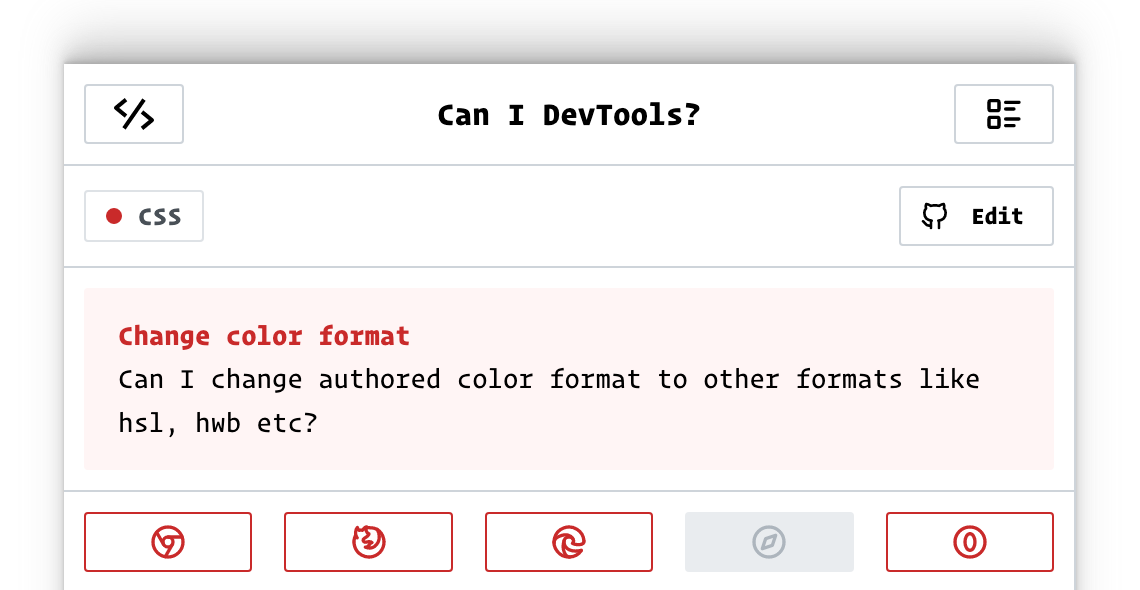 Can I DevTools?
CSS
Edit
Change color format
Can I change authored color format to other formats like
hsl, hwb etc?